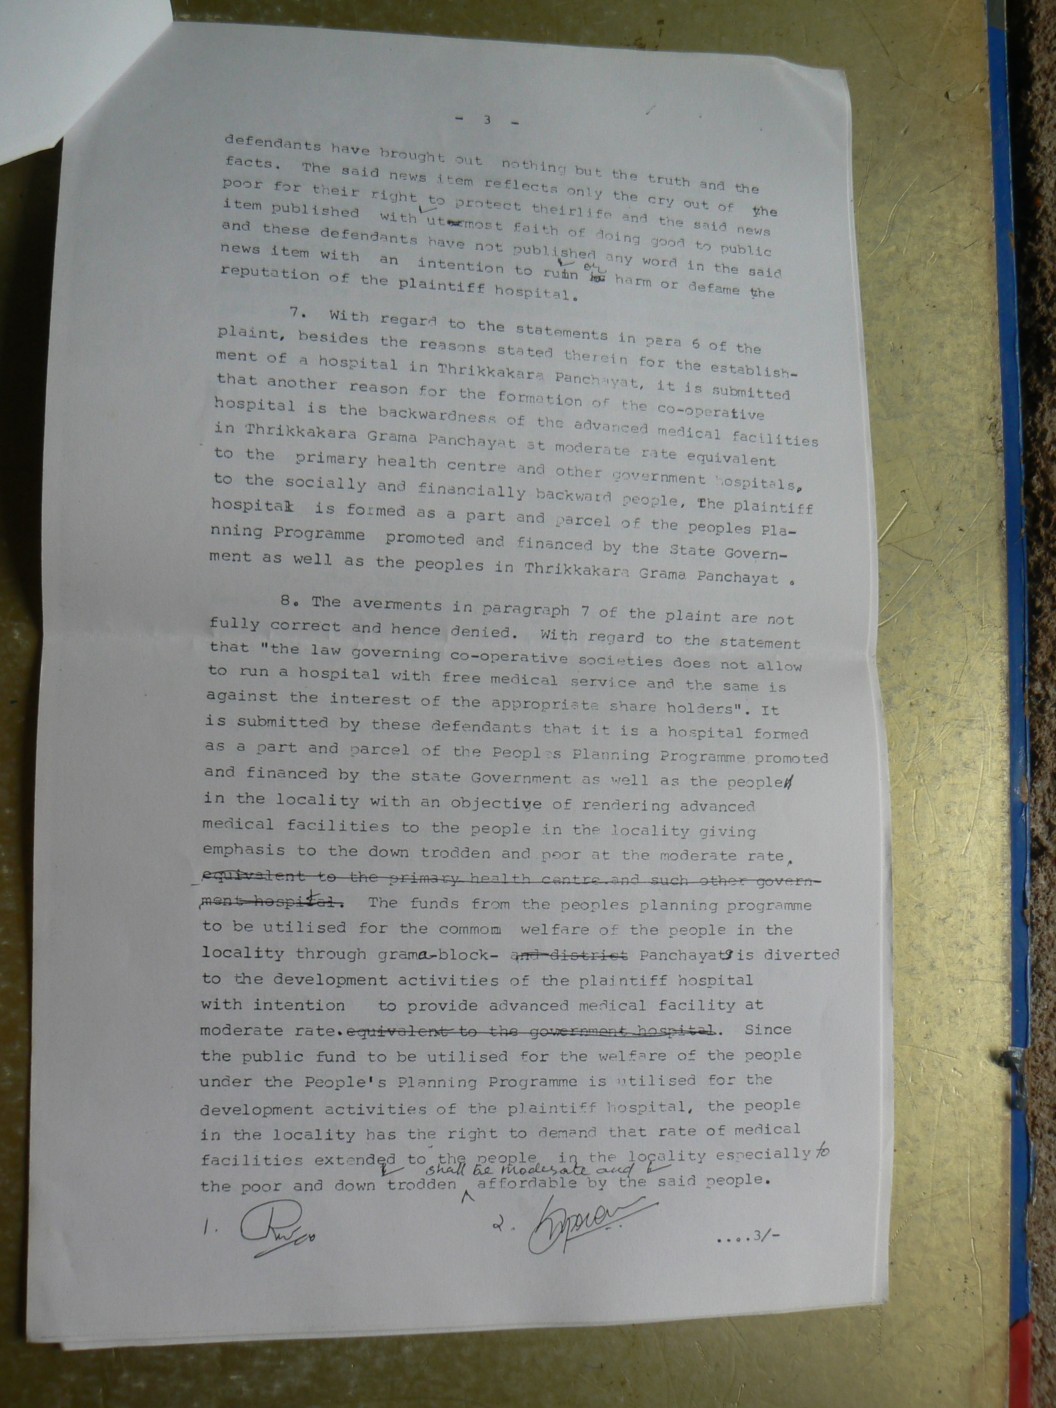 - 3 -
defendants have brought out nothing but the truth and the
facts. The said news item reflects only the cry out of the
poor for their right to protect theirlife and the said news
item published with utermost faith of doing good to public
and these defendants have not published any word in the said
news item with an intention to ruin or harm or defame the
reputation of the plaintiff hospital.
7. With regard to the statements in para 6 of the
plaint, besides the reasons stated therein for the establish-
ment of a hospital in Thrikkakara Panchayat, it is submitted
that another reason for the formation of the co-operative
hospital is the backwardness of the advanced medical facilities
in Thrikkakara Grama Panchayat at moderate rate equivalent
to the primary health centre and other government hospitals,
to the socially and financially backward people, The plaintiff
hospital is formed as a part and parcel of the peoples Pla-
nning Programme promoted and financed by the State Govern-
ment as well as the peoples in Thrikkakara Grama Panchayat .
8. The averments in paragraph 7 of the plaint are not
fully correct and hence denied. With regard to the statement
that "the law governing co-operative societies does not allow
to run a hospital with free medical service and the same is
against the interest of the appropriate share holders". It
is submitted by these defendants that it is a hospital formed
as a part and parcel of the Peoples Planning Programme promoted
and financed by the state Government as well as the people
in the locality with an objective of rendering advanced
medical facilities to the people in the locality giving
emphasis to the down trodden and poor at the moderate rate.
equivalent to the primary health centre and such other govern-
ment hospital. The funds from the peoples planning programme
to be utilised for the common welfare of the people in the
locality through grama-block- and district Panchayats is diverted
to the development activities of the plaintiff hospital
with intention to provide advanced medical facility at
moderate rate. equivalent to the government hospital. Since
the public fund to be utilised for the welfare of the people
under the People's Planning Programme is utilised for the
development activities of the plaintiff hospital, the people
in the locality has the right to demand that rate of medical
facilities extended to the people in the locality especially to
shall be moderate and
the poor and down trodden affordable by the said people.
1. 2.
....3/-